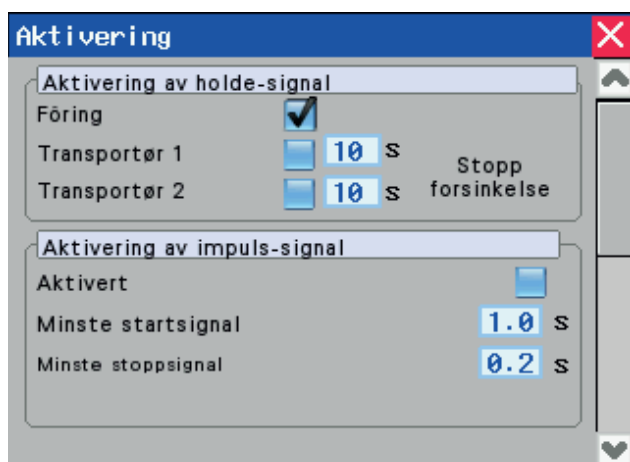 Aktivering
Aktivering av holde-signal
Föring
Transportør 1 10 s
Stopp
Transportør 2 10 s forsinkelse
Aktivering av impuls-signal
Aktivert
Minste startsignal 1.0 s
Minste stoppsignal 0.2 s